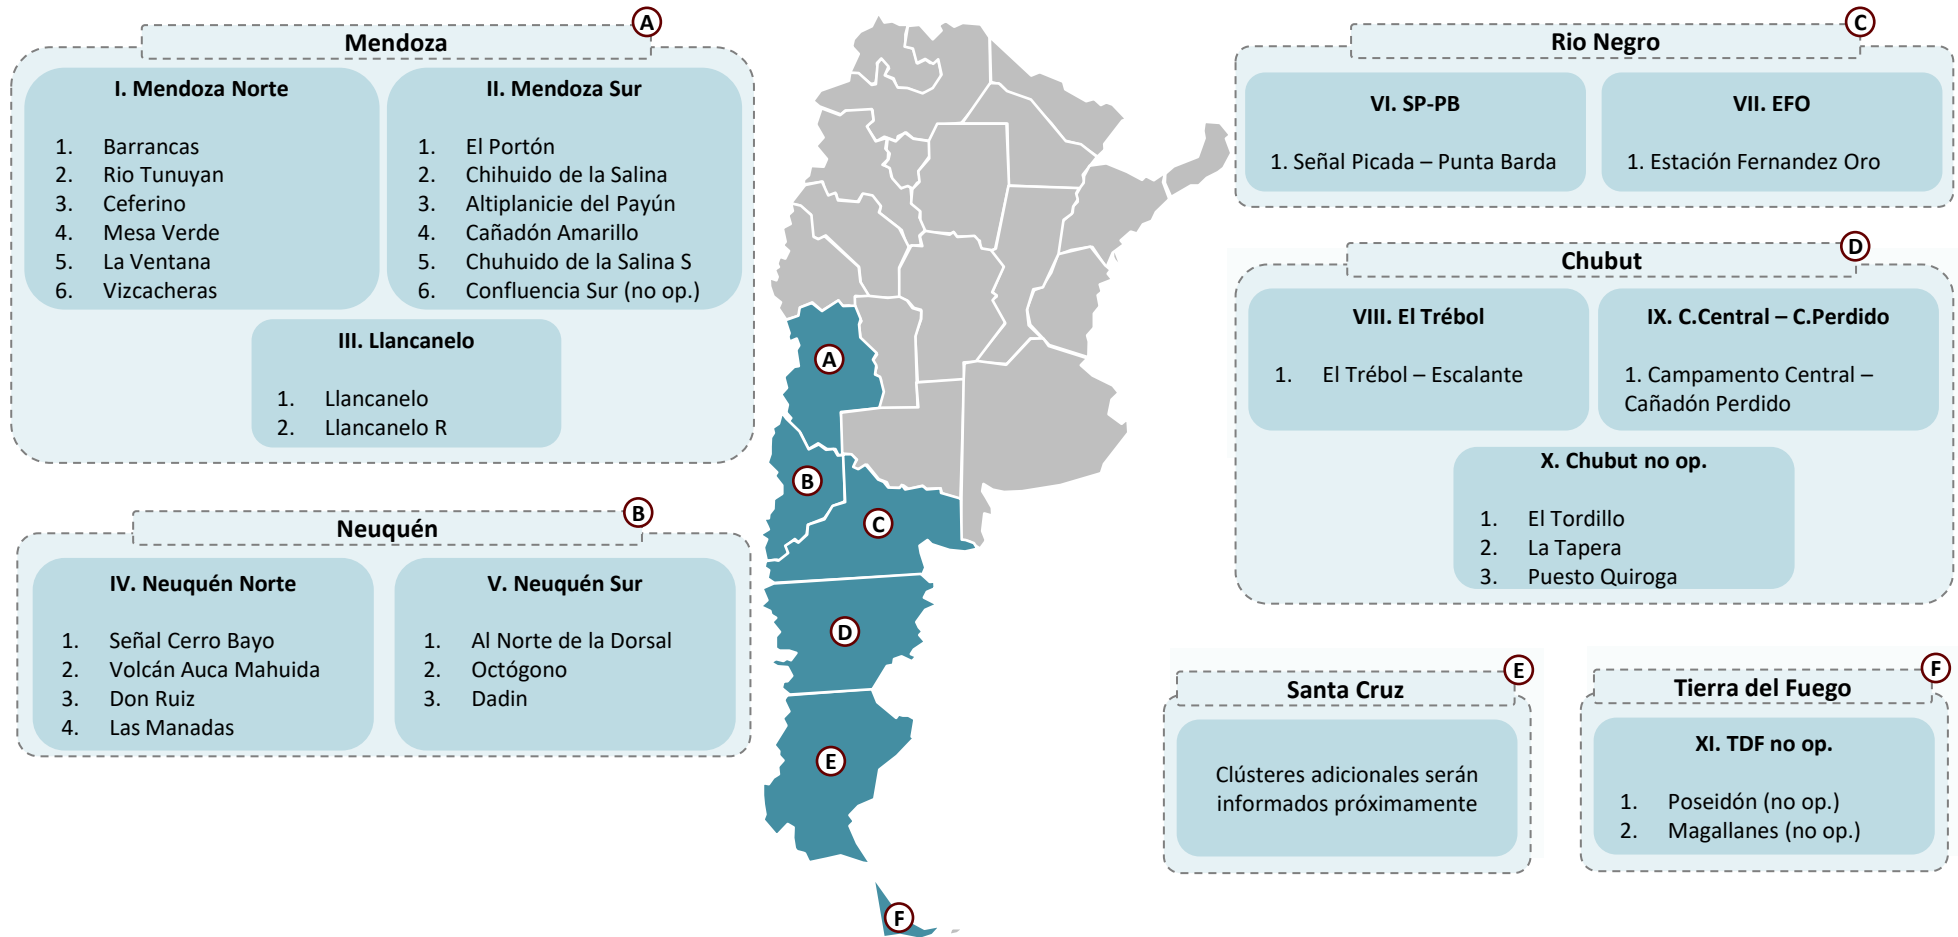 A
Mendoza
I. Mendoza Norte
1. Barrancas
2. Rio Tunuyan
3. Ceferino
4. Mesa Verde
5. La Ventana
6. Vizcacheras
II. Mendoza Sur
1. El Portón
2. Chihuido de la Salina
3. Altiplanicie del Payún
4. Cañadón Amarillo
5. Chuhuido de la Salina S
6. Confluencia Sur (no op.)
III. Llancanelo
1. Llancanelo
2. Llancanelo R
B
Neuquén
IV. Neuquén Norte
1. Señal Cerro Bayo
2. Volcán Auca Mahuida
3. Don Ruiz
4. Las Manadas
V. Neuquén Sur
1. Al Norte de la Dorsal
2. Octógono
3. Dadin
A
B
C
D
E
F
C
Rio Negro
VI. SP-PB
1. Señal Picada – Punta Barda
VII. EFO
1. Estación Fernandez Oro
D
Chubut
VIII. El Trébol
1. El Trébol – Escalante
IX. C.Central – C.Perdido
1. Campamento Central –
Cañadón Perdido
X. Chubut no op.
1. El Tordillo
2. La Tapera
3. Puesto Quiroga
E
Santa Cruz
Clústeres adicionales serán
informados próximamente
F
Tierra del Fuego
XI. TDF no op.
1. Poseidón (no op.)
2. Magallanes (no op.)